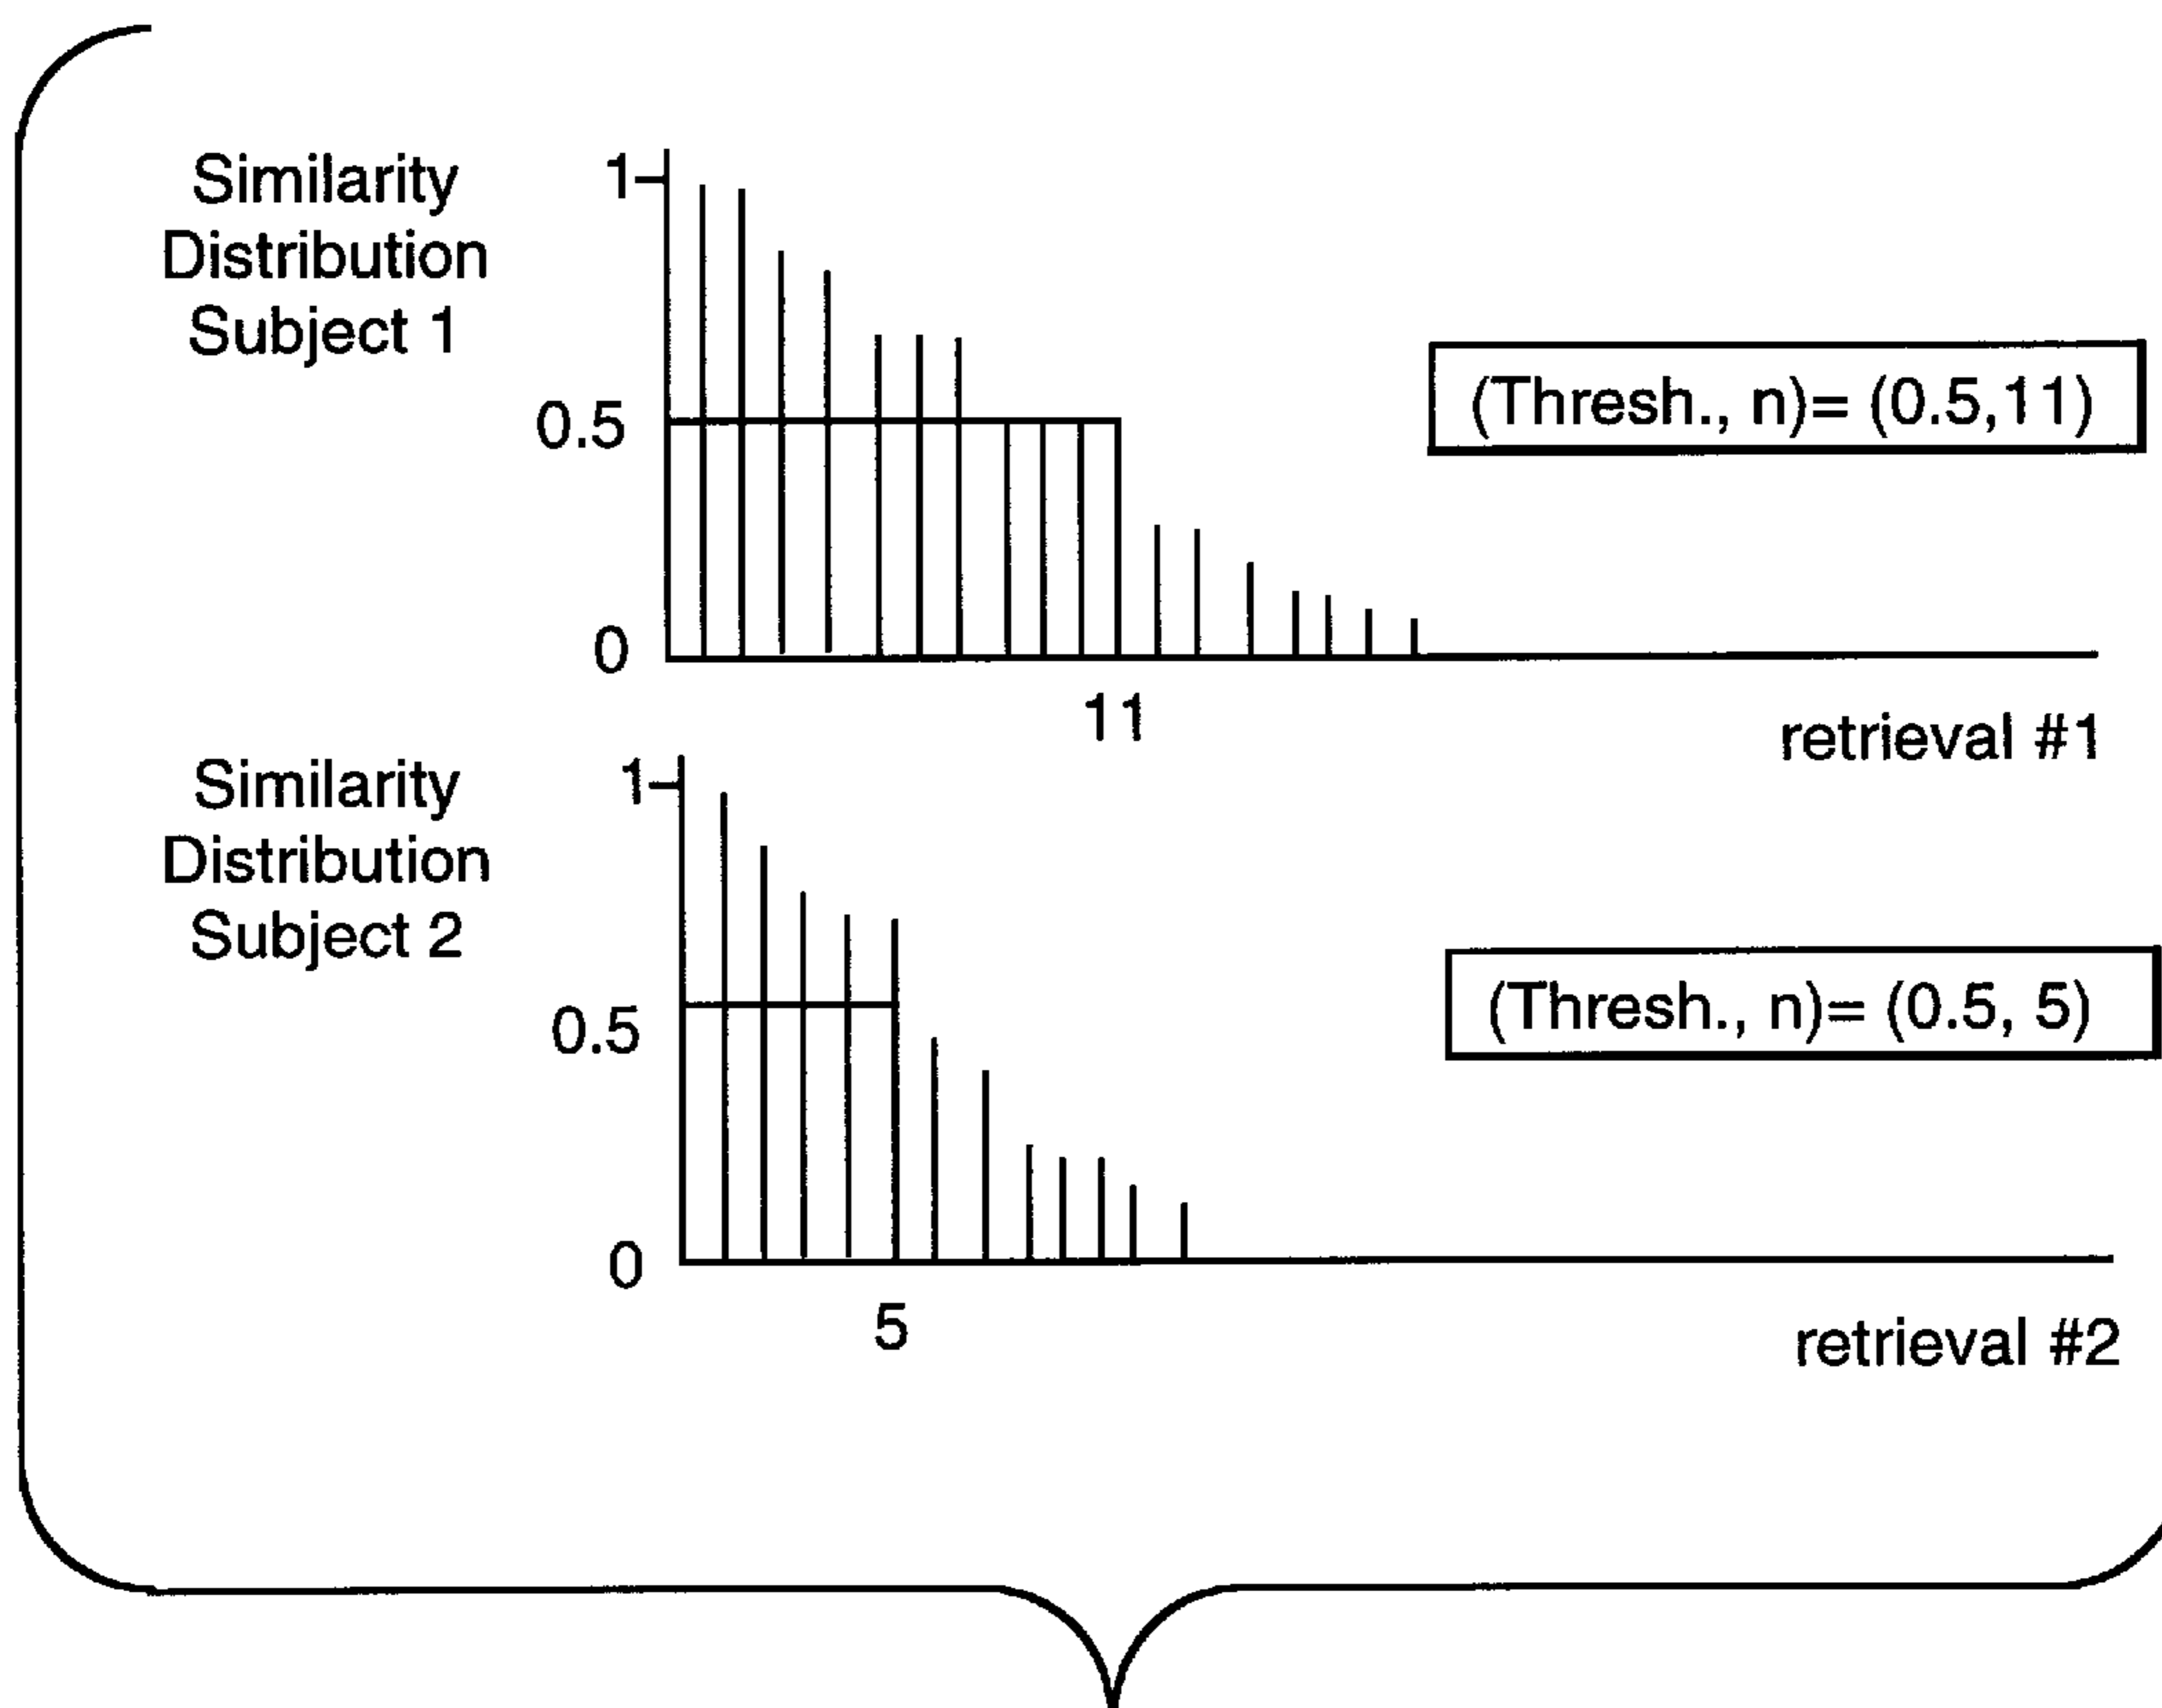 Similarity
Distribution
Subject 1
1
0.5
0
(Thresh., n)= (0.5,11)
11
retrieval #1
Similarity
Distribution
Subject 2
1
0.5
0
(Thresh., n)= (0.5, 5)
5
retrieval #2